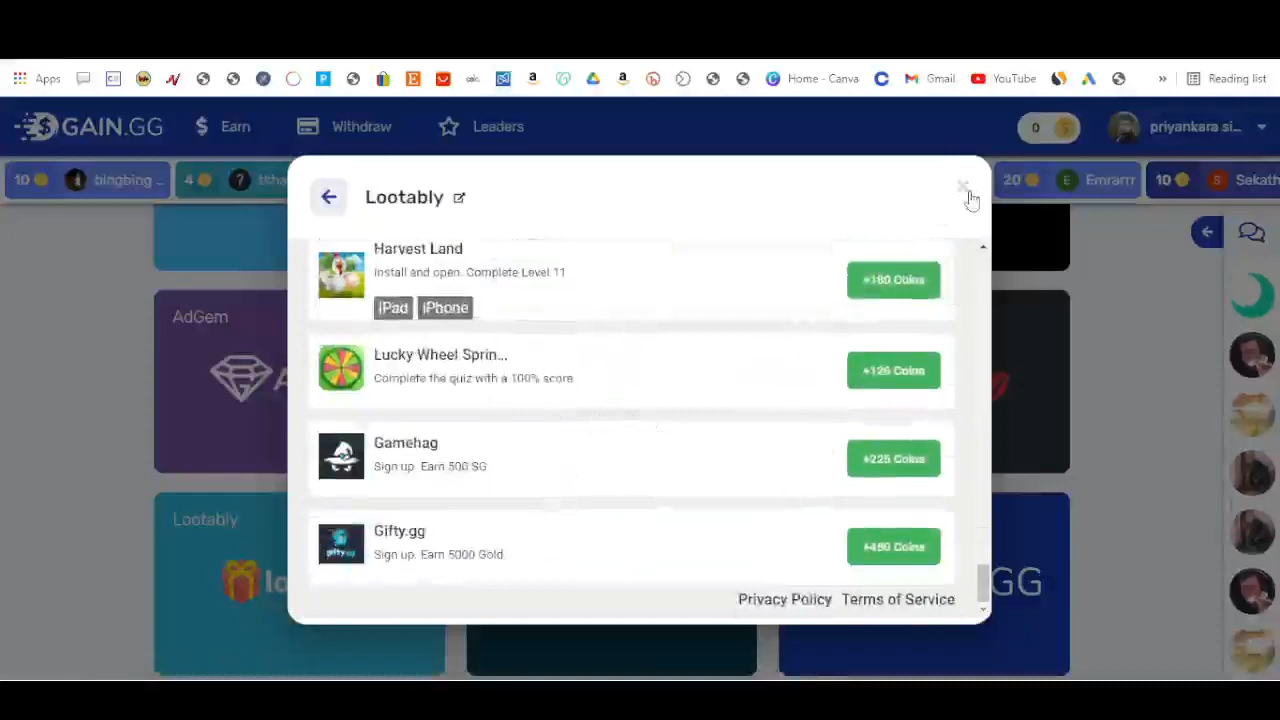 Apps
Home - Canva
Gmail
YouTube
»
Reading list
GAIN.GG
$ Earn
Withdraw
Leaders
0
priyankara si...
10
bingbing ...
4
20
E
Emrarrr
10
S
Sekath
Lootably
Harvest Land
Install and open. Complete Level 11
iPad iPhone
+180 Coins
Lucky Wheel Sprin...
Complete the quiz with a 100% score
+126 Coins
Gamehag
Sign up. Earn 500 SG
+225 Coins
Gifty.gg
Sign up. Earn 5000 Gold
Privacy Policy Terms of Service
AdGem
Lootably
GG